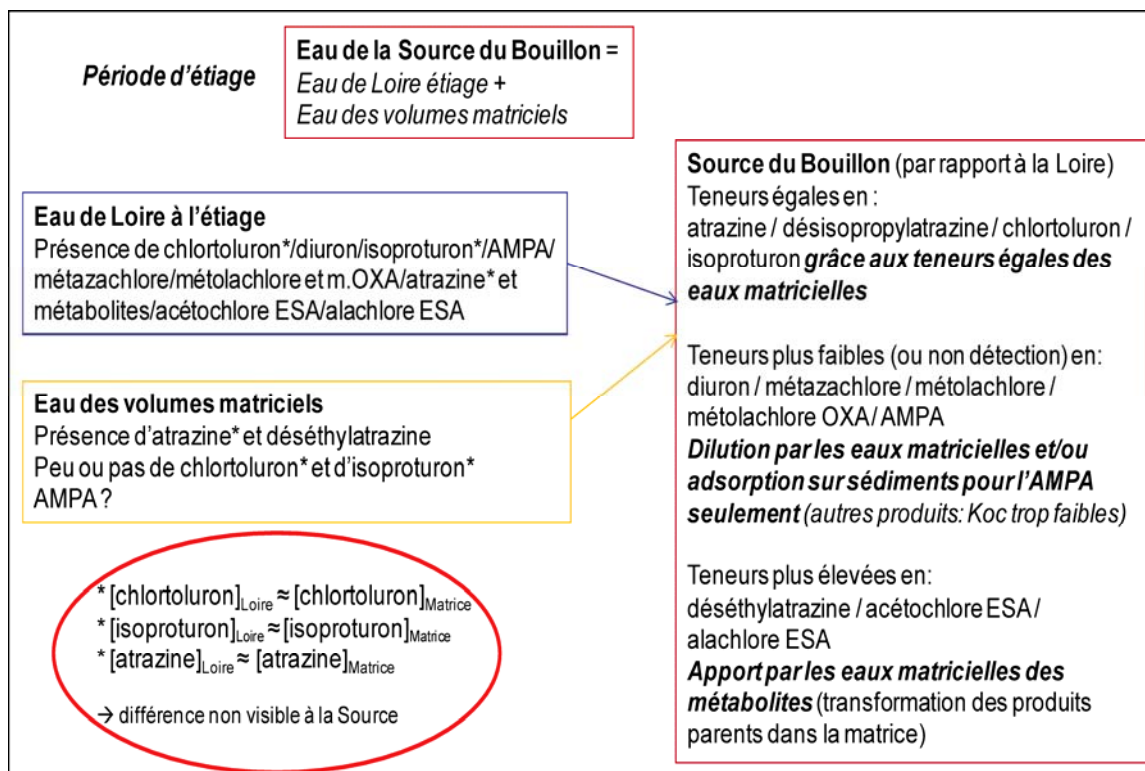 Période d'étiage
Eau de la Source du Bouillon =
Eau de Loire étiage +
Eau des volumes matriciels
Eau de Loire à l'étiage
Présence de chlortoluron*/diuron/isoproturon*/AMPA/
métazachlore/métolachlore et m.OXA/atrazine* et
métabolites/acétochlore ESA/alachlore ESA
Eau des volumes matriciels
Présence d'atrazine* et déséthylatrazine
Peu ou pas de chlortoluron* et d'isoproturon*
AMPA ?
* [chlortoluron]Loire ≈ [chlortoluron]Matrice
* [isoproturon]Loire ≈ [isoproturon]Matrice
* [atrazine]Loire ≈ [atrazine]Matrice
→ différence non visible à la Source
Source du Bouillon (par rapport à la Loire)
Teneurs égales en :
atrazine / désisopropylatrazine / chlortoluron /
isoproturon grâce aux teneurs égales des
eaux matricielles
Teneurs plus faibles (ou non détection) en:
diuron / métazachlore / métolachlore /
métolachlore OXA / AMPA
Dilution par les eaux matricielles et/ou
adsorption sur sédiments pour l'AMPA
seulement (autres produits: Koc trop faibles)
Teneurs plus élevées en:
déséthylatrazine / acétochlore ESA /
alachlore ESA
Apport par les eaux matricielles des
métabolites (transformation des produits
parents dans la matrice)